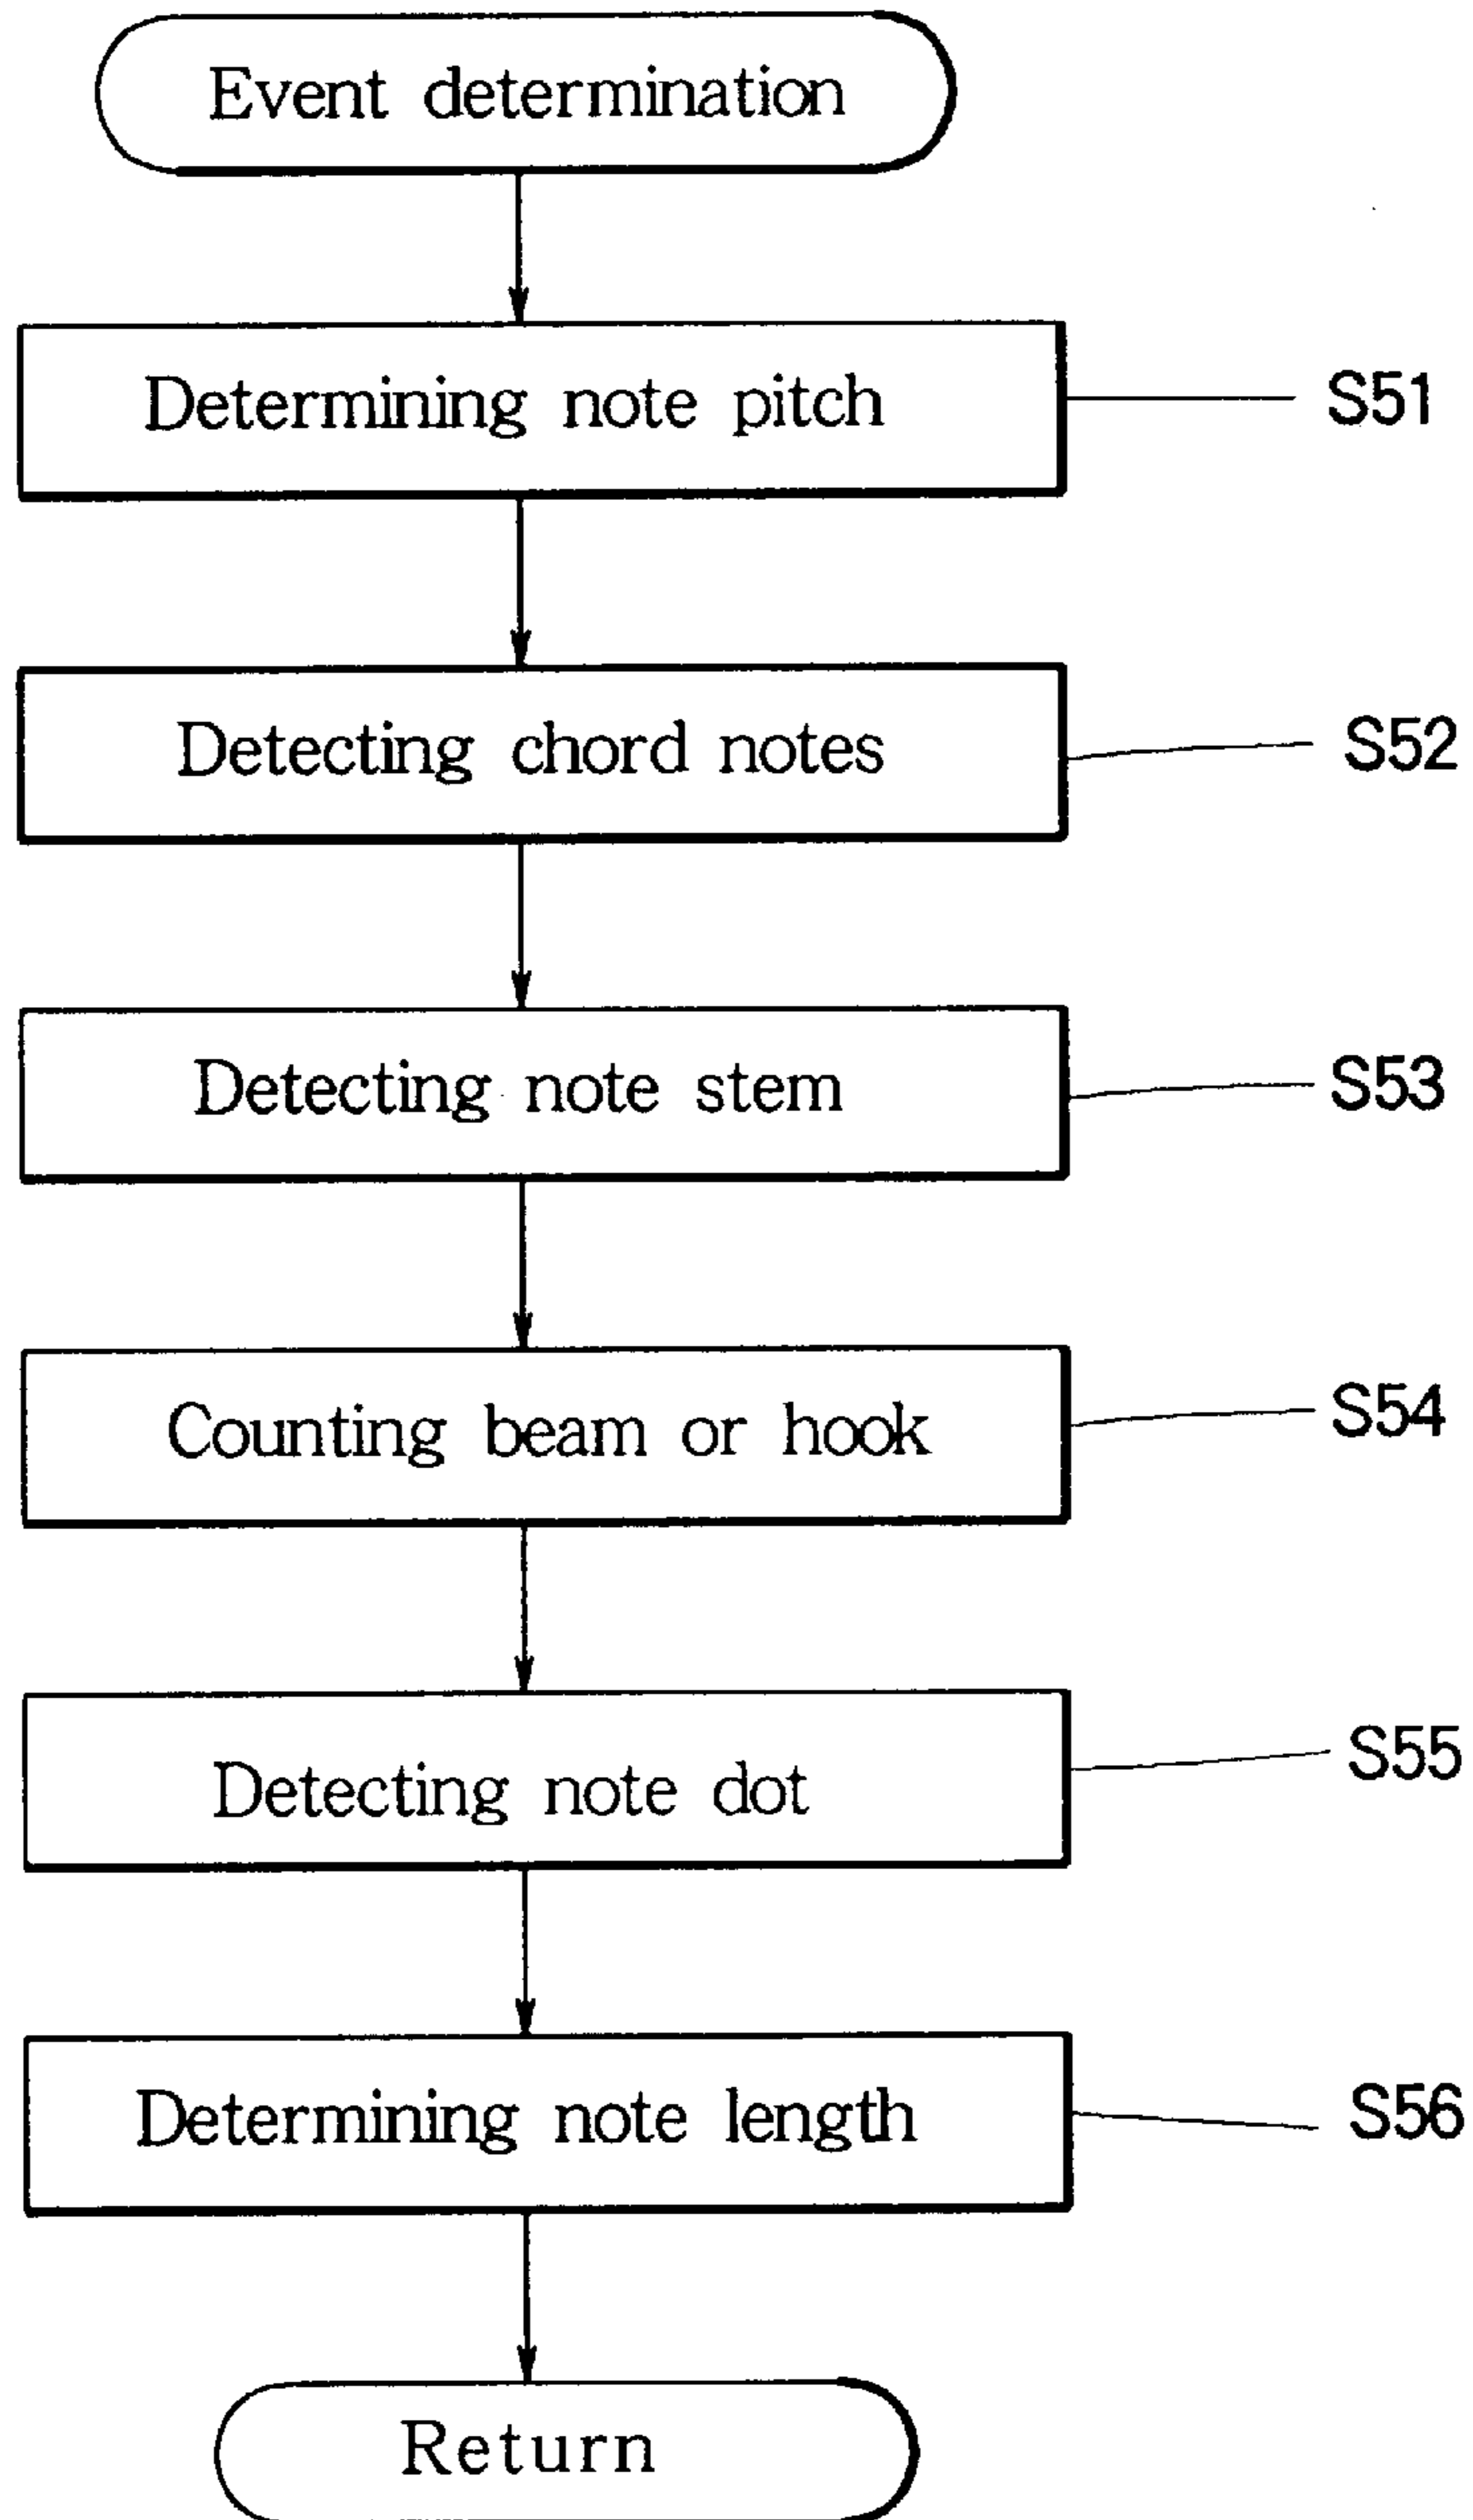 Event determination
Determining note pitch
S51
Detecting chord notes
S52
Detecting note stem
S53
Counting beam or hook
S54
Detecting note dot
S55
Determining note length
S56
Return